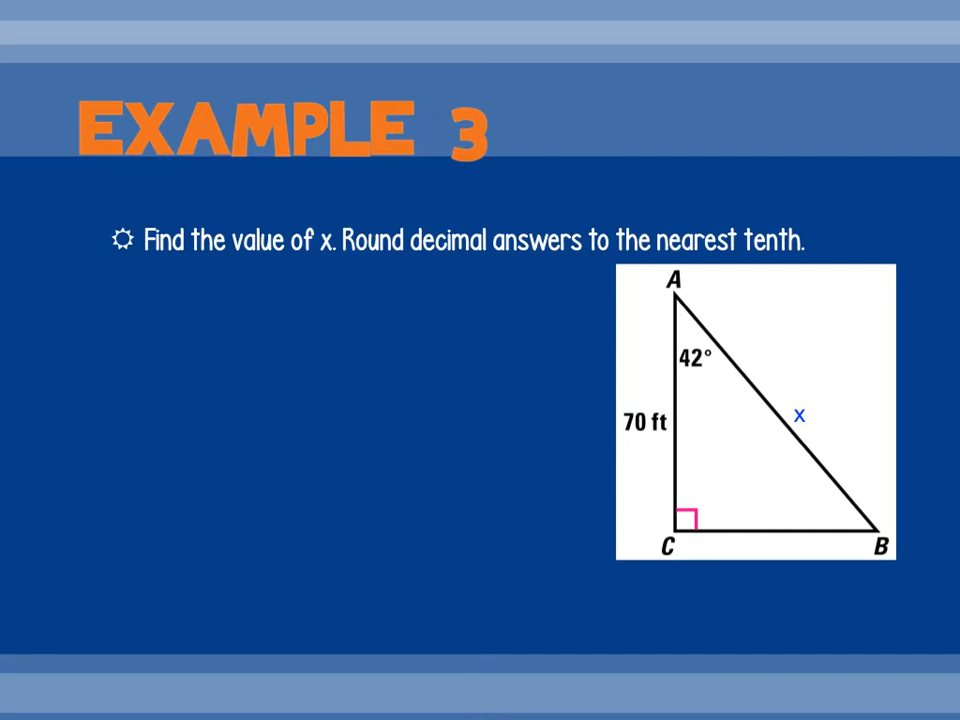 EXAMPLE 3
Find the value of x. Round decimal answers to the nearest tenth.
A
42°
70 ft
x
C
B